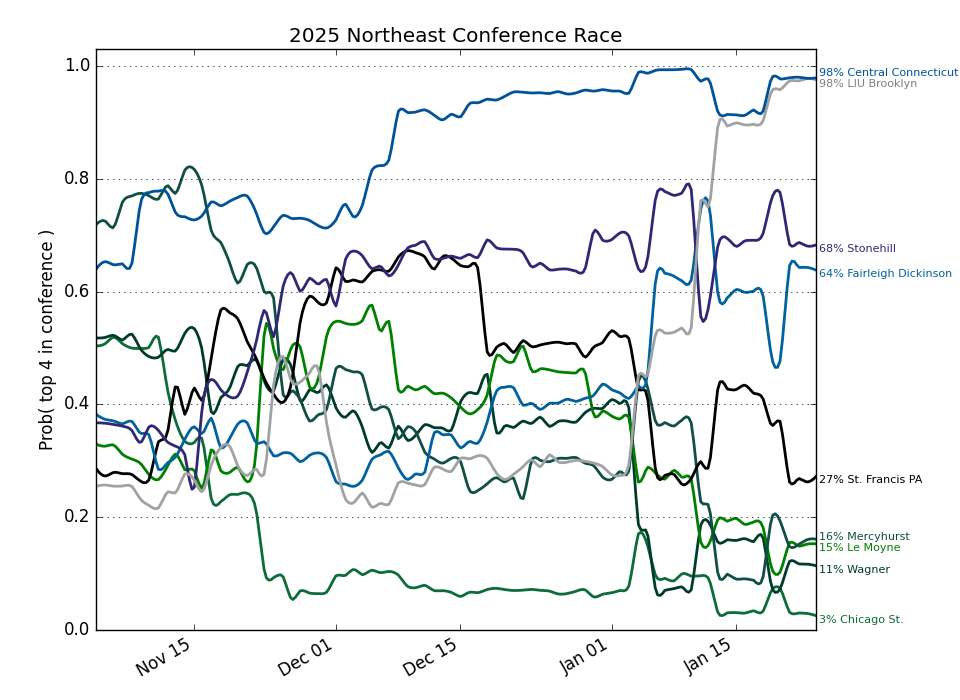 2025 Northeast Conference Race
Prob( top 4 in conference )
1.0
0.8
0.6
0.4
0.2
0.0
Nov 15
Dec 01
Dec 15
Jan 01
Jan 15
98% Central Connecticut
98% LIU Brooklyn
68% Stonehill
64% Fairleigh Dickinson
27% St. Francis PA
16% Mercyhurst
15% Le Moyne
11% Wagner
3% Chicago St.